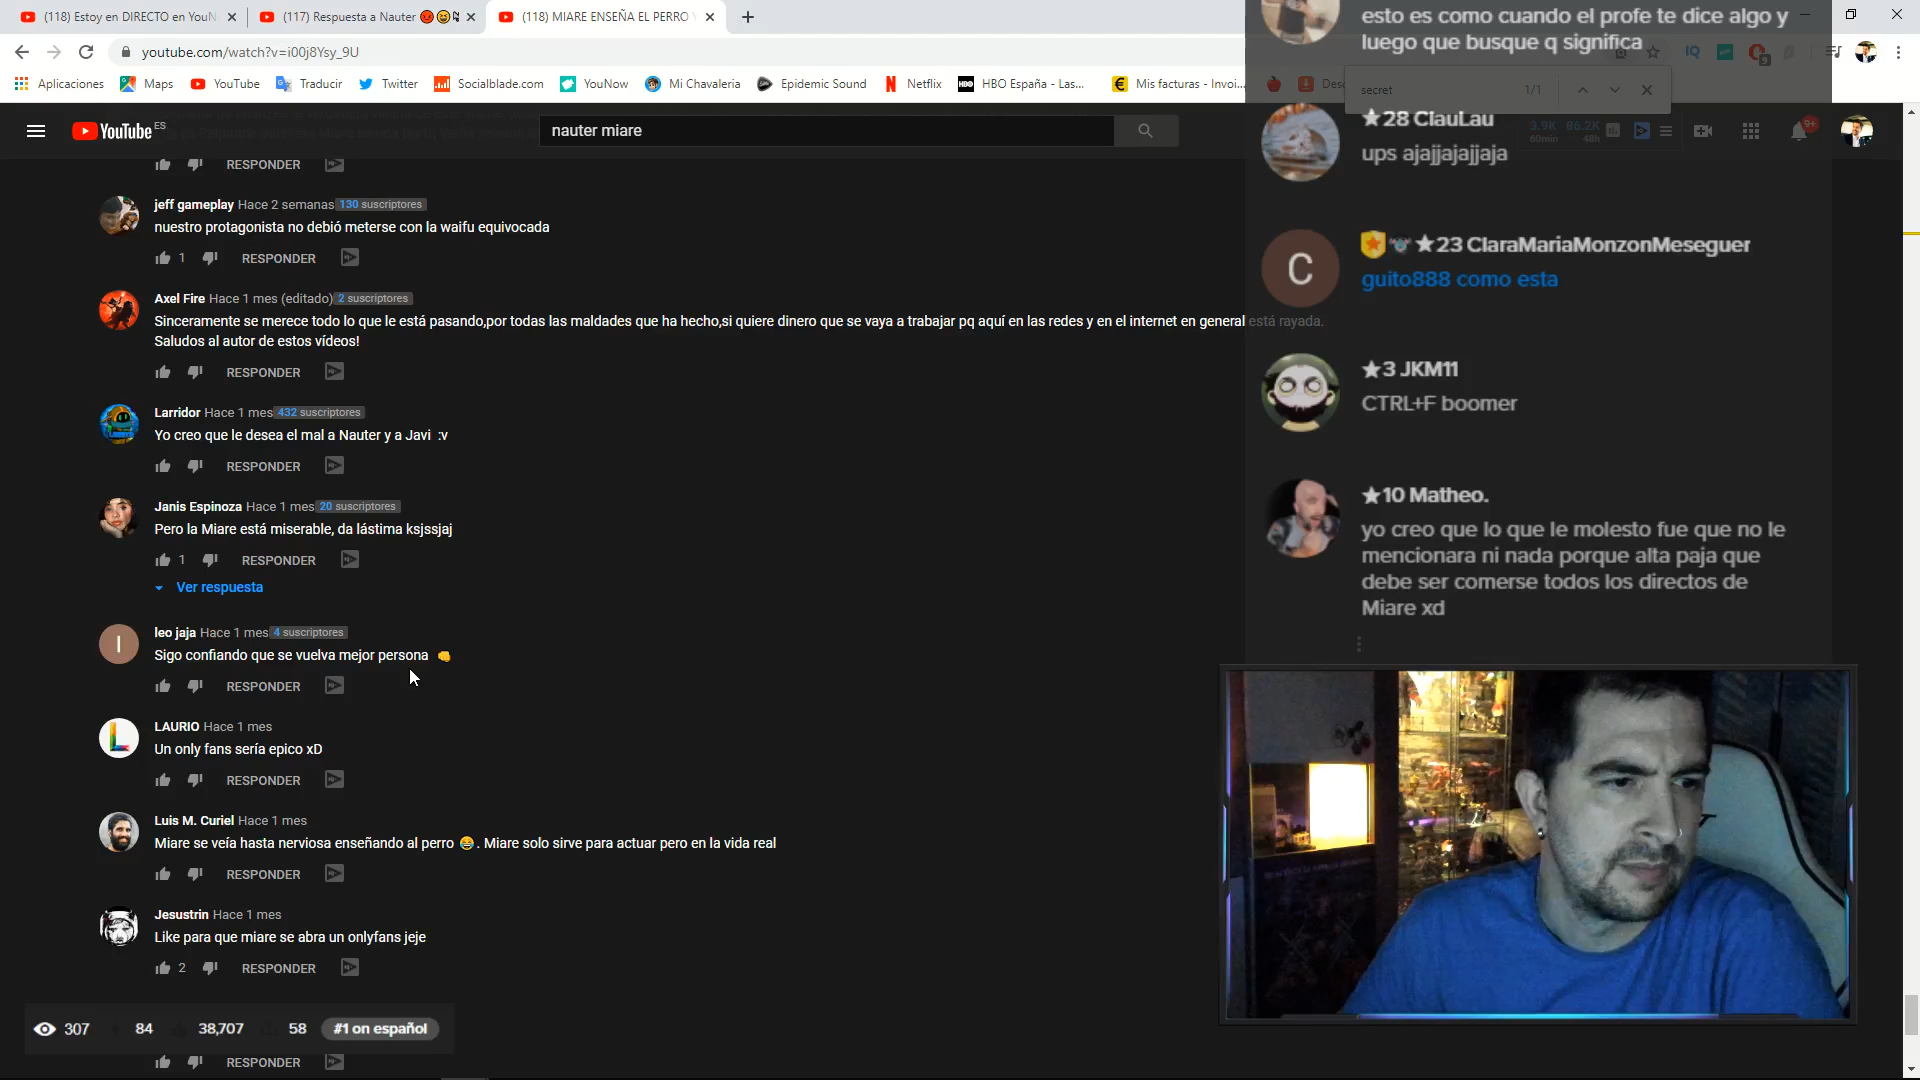 (118) Estoy en DIRECTO en YouN
(117) Respuesta a Nauter 😡😆
(118) MIARE ENSEÑA EL PERRO
youtube.com/watch?v=i00j8Ysy_9U
Aplicaciones
Maps
YouTube
Traducir
Twitter
Socialblade.com
YouNow
Mi Chavaleria
Epidemic Sound
Netflix
HBO España - Las...
Mis facturas - Invoi...
secret
1/1
YouTube ES
nauter miare
3.9K 86.2K
60min 48h
9+
RESPONDER
jeff gameplay Hace 2 semanas 130 suscriptores
nuestro protagonista no debió meterse con la waifu equivocada
1 RESPONDER
Axel Fire Hace 1 mes (editado) 2 suscriptores
Sinceramente se merece todo lo que le está pasando,por todas las maldades que ha hecho,si quiere dinero que se vaya a trabajar pq aquí en las redes y en el internet en general está rayada.
Saludos al autor de estos vídeos!
RESPONDER
Larridor Hace 1 mes 432 suscriptores
Yo creo que le desea el mal a Nauter y a Javi :v
RESPONDER
Janis Espinoza Hace 1 mes 20 suscriptores
Pero la Miare está miserable, da lástima ksjssjaj
1 RESPONDER
Ver respuesta
leo jaja Hace 1 mes 4 suscriptores
Sigo confiando que se vuelva mejor persona 👊
RESPONDER
LAURIO Hace 1 mes
Un only fans sería epico xD
RESPONDER
Luis M. Curiel Hace 1 mes
Miare se veía hasta nerviosa enseñando al perro 😂. Miare solo sirve para actuar pero en la vida real
RESPONDER
Jesustrin Hace 1 mes
Like para que miare se abra un onlyfans jeje
2 RESPONDER
307 84 38,707 58 #1 on español
RESPONDER
esto es como cuando el profe te dice algo y
luego que busque q significa
★28 ClauLau
ups ajajjajajjaja
★23 ClaraMariaMonzonMeseguer
guito888 como esta
C
★3 JKM11
CTRL+F boomer
★10 Matheo.
yo creo que lo que le molesto fue que no le
mencionara ni nada porque alta paja que
debe ser comerse todos los directos de
Miare xd